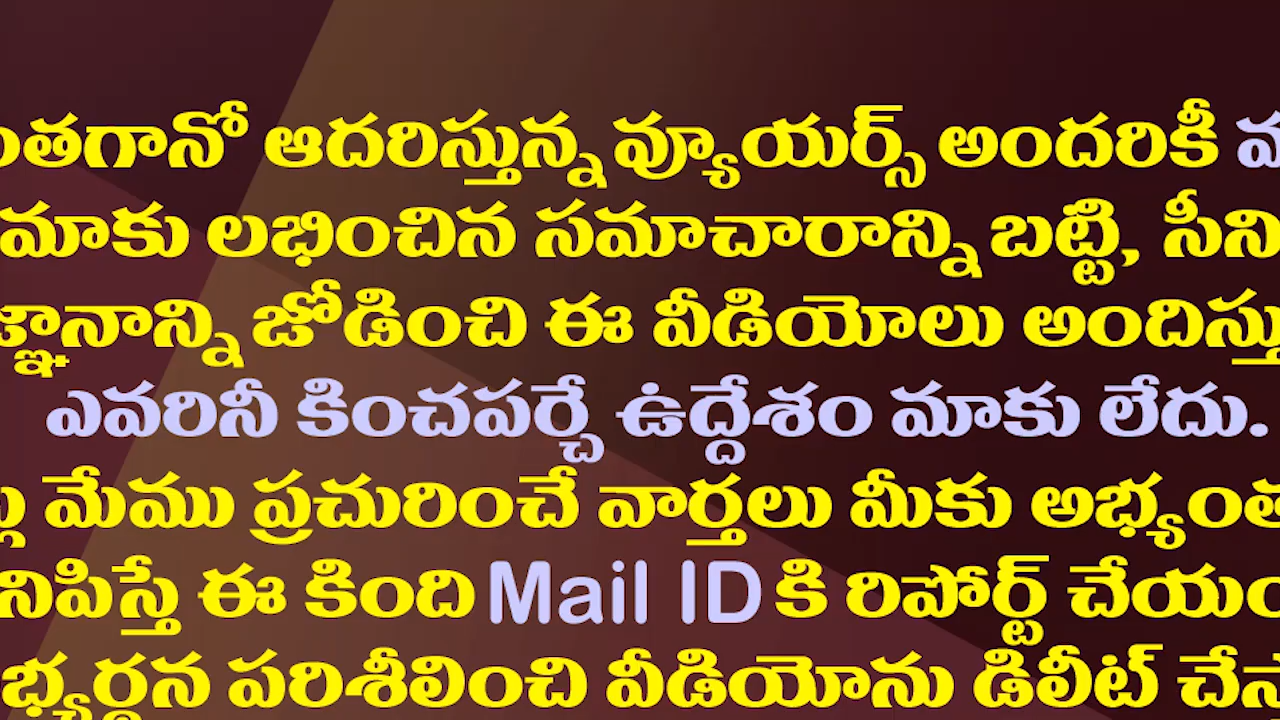 ంతగానో ఆదరిస్తున్న వ్యూయర్స్ అందరికీ
మాకు లభించిన సమాచారాన్ని బట్టి, సీని
జ్ఞానాన్ని జోడించి ఈ వీడియోలు అందిస్తు
ఎవరినీ కించపర్చే ఉద్దేశం మాకు లేదు.
మేము ప్రచురించే వార్తలు మీకు అభ్యంత
నిపిస్తే ఈ కింది Mail ID కి రిపోర్ట్ చేయం
భ్యర్థన పరిశీలించి వీడియోను డిలీట్ చేస